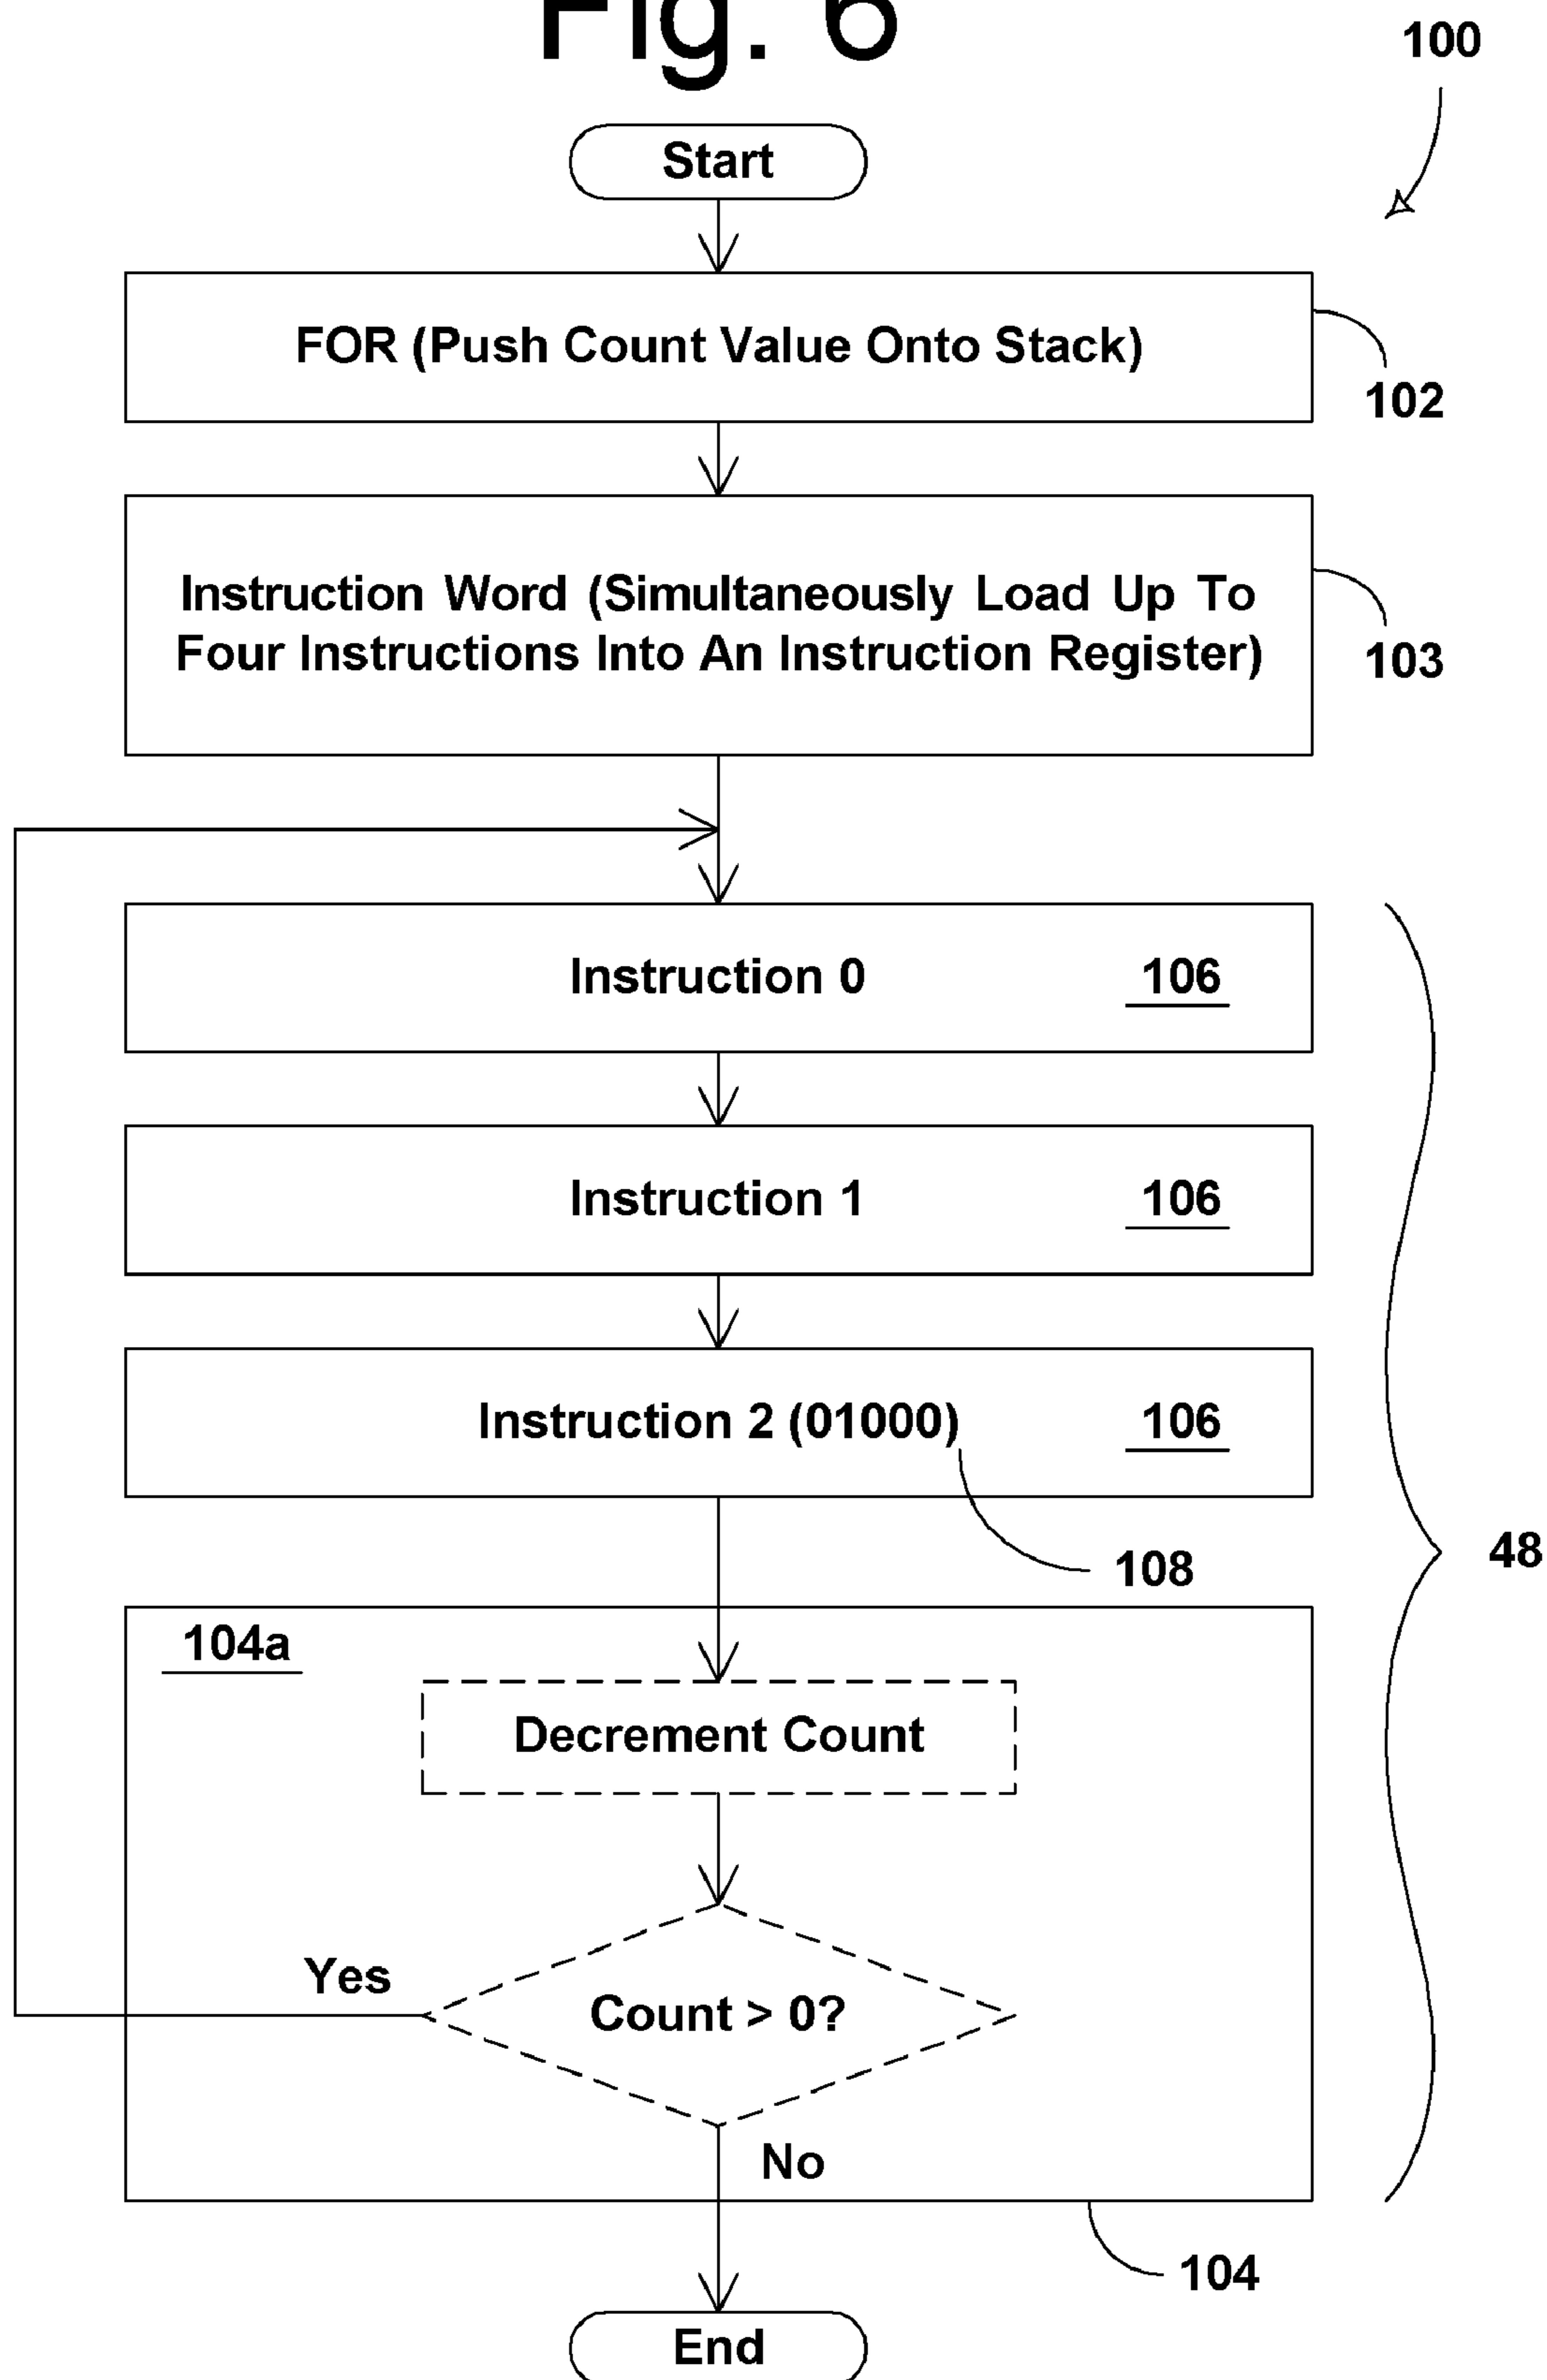 Fig. 6
100
Start
FOR (Push Count Value Onto Stack)
102
Instruction Word (Simultaneously Load Up To
Four Instructions Into An Instruction Register)
103
Instruction 0 106
Instruction 1 106
Instruction 2 (01000) 106
108
48
104a
Decrement Count
Yes
Count > 0?
No
104
End